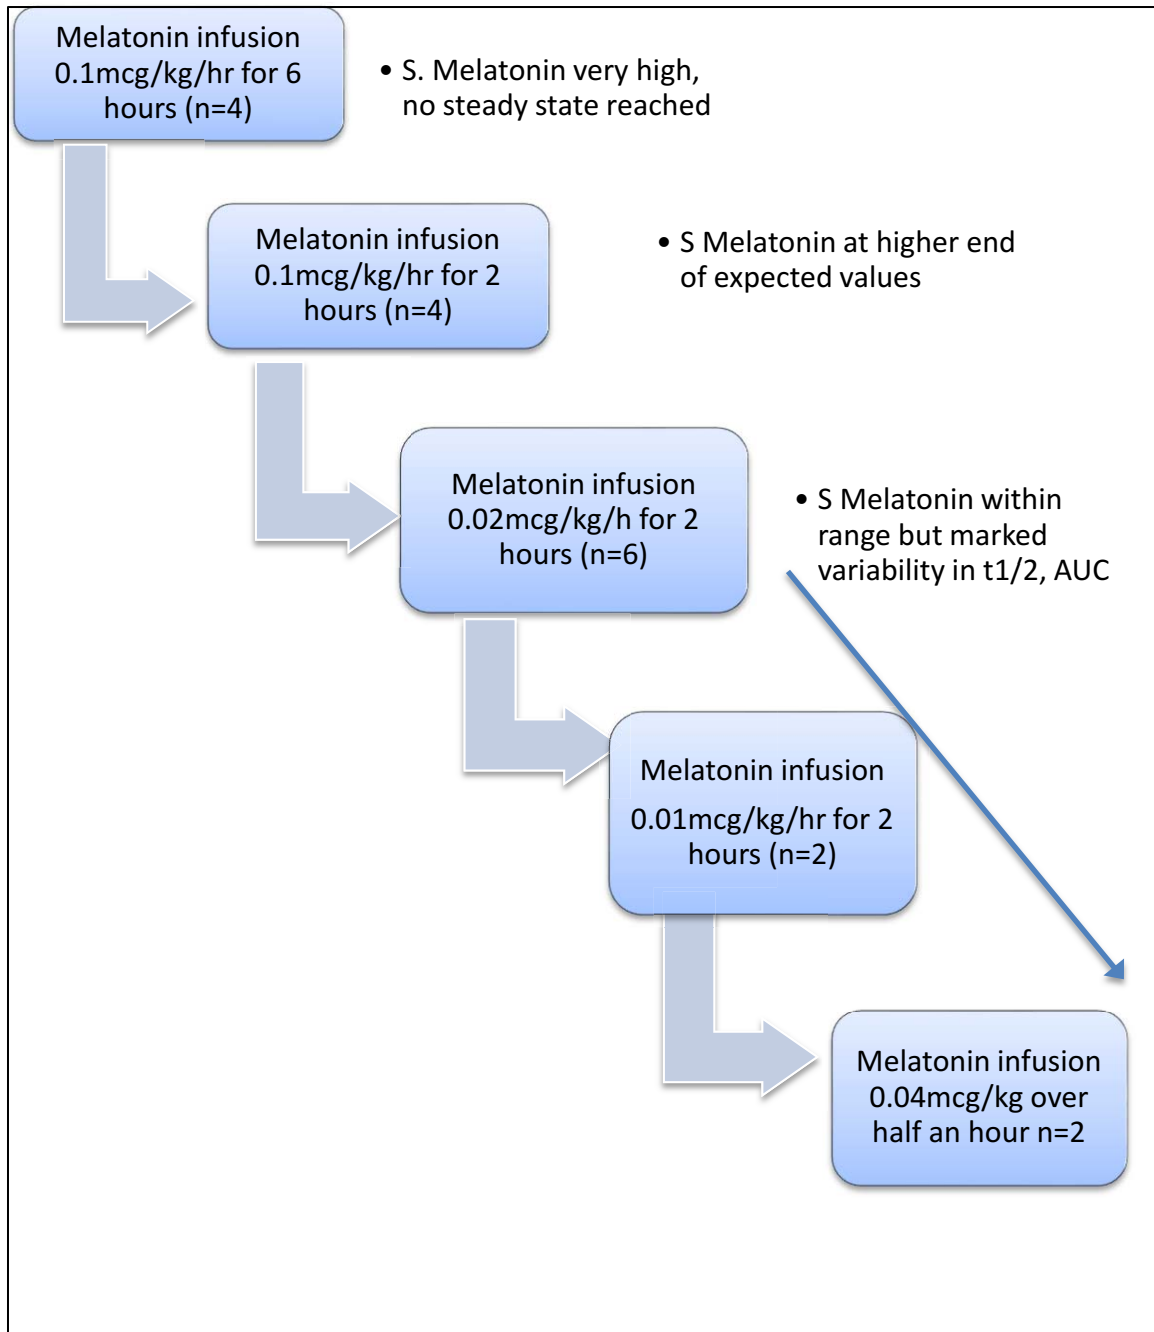 Melatonin infusion
0.1mcg/kg/hr for 6
hours (n=4)
• S. Melatonin very high,
no steady state reached
Melatonin infusion
0.1mcg/kg/hr for 2
hours (n=4)
• S Melatonin at higher end
of expected values
Melatonin infusion
0.02mcg/kg/h for 2
hours (n=6)
• S Melatonin within
range but marked
variability in t1/2, AUC
Melatonin infusion
0.01mcg/kg/hr for 2
hours (n=2)
Melatonin infusion
0.04mcg/kg over
half an hour n=2